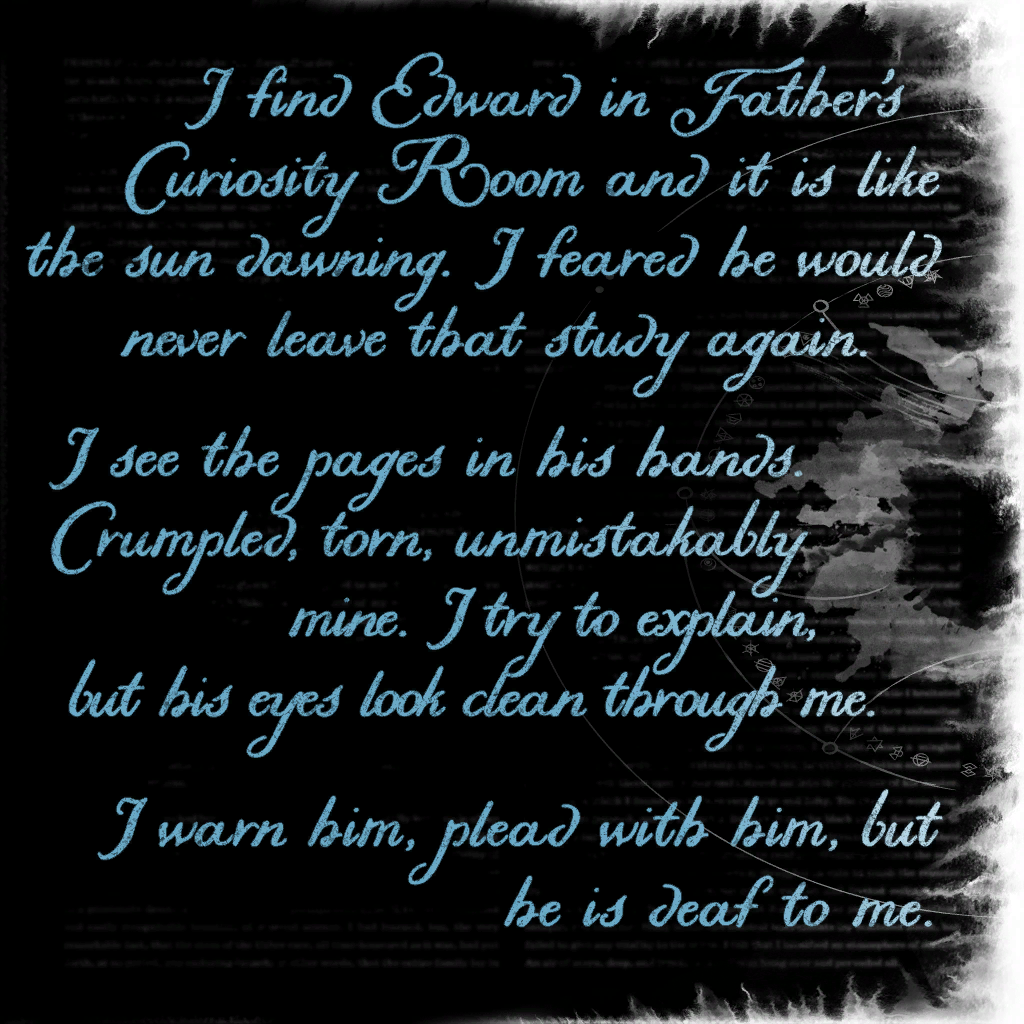 I find Edward in Father's
Curiosity Room and it is like
the sun dawning. I feared he would
never leave that study again.
I see the pages in his hands.
Crumpled, torn, unmistakably
mine. I try to explain,
but his eyes look clean through me.
I warn him, plead with him, but
he is deaf to me.